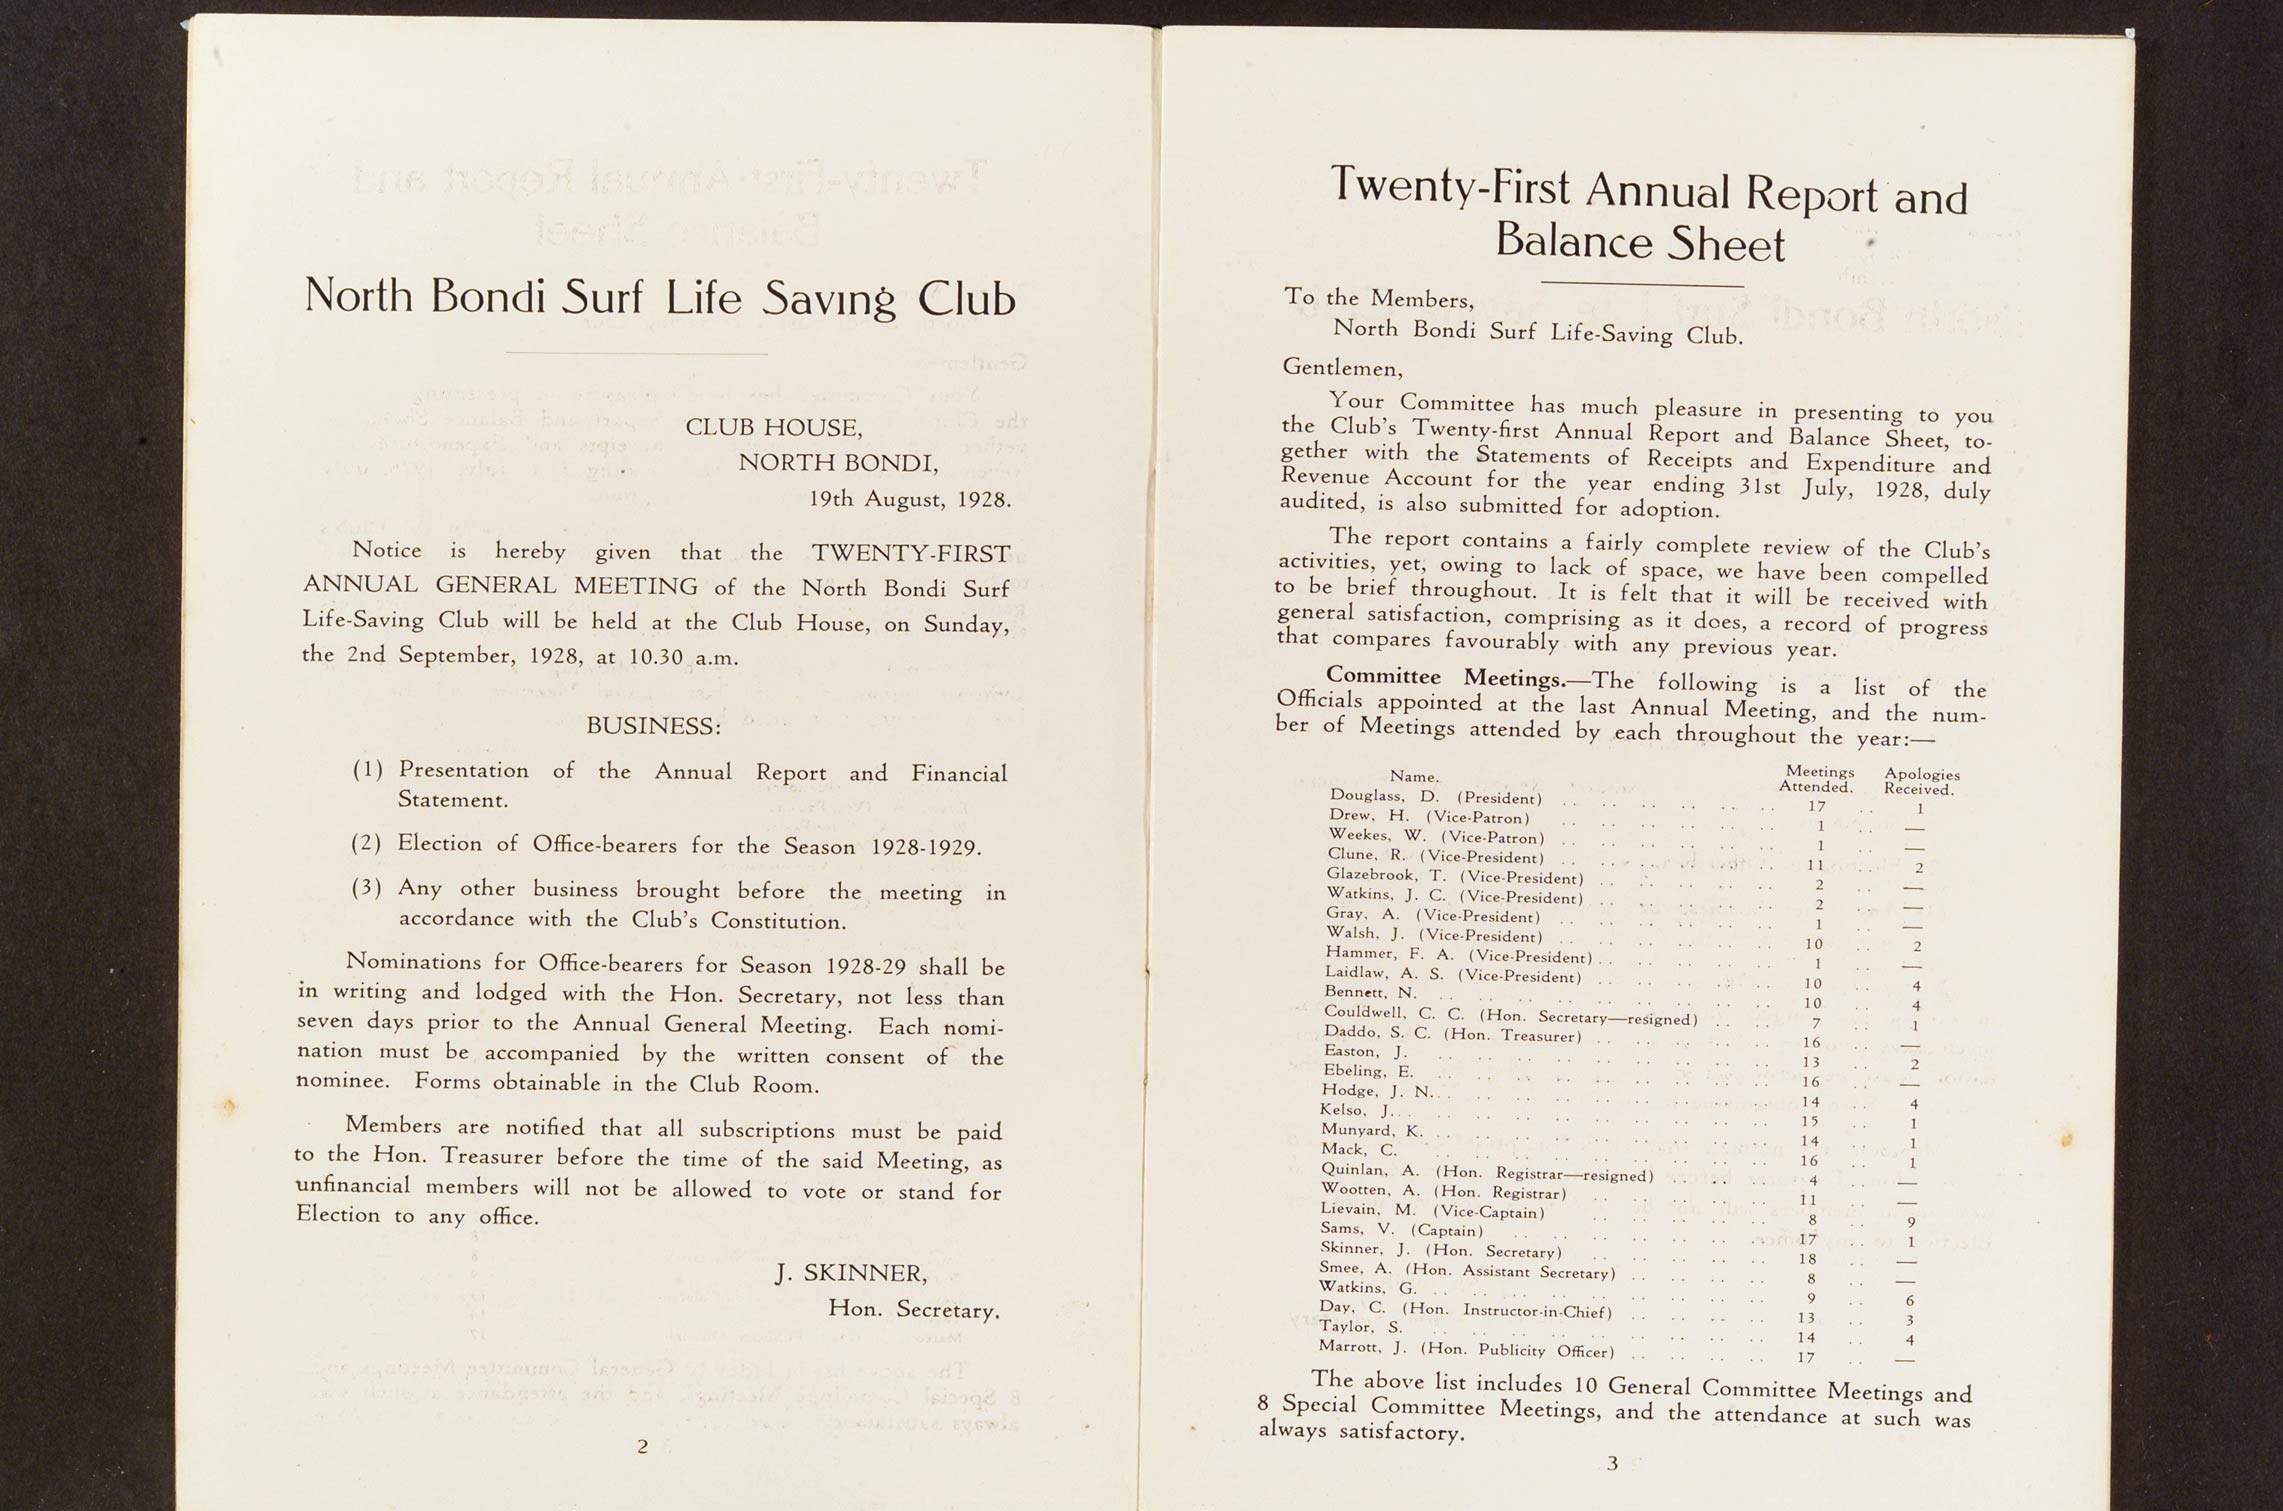 North Bondi Surf Life Saving Club
CLUB HOUSE,
NORTH BONDI,
19th August, 1928.
Notice is hereby given that the TWENTY-FIRST
ANNUAL GENERAL MEETING of the North Bondi Surf
Life-Saving Club will be held at the Club House, on Sunday,
the 2nd September, 1928, at 10.30 a.m.
BUSINESS:
(1) Presentation of the Annual Report and Financial
Statement.
(2) Election of Office-bearers for the Season 1928-1929.
(3) Any other business brought before the meeting in
accordance with the Club's Constitution.
Nominations for Office-bearers for Season 1928-29 shall be
in writing and lodged with the Hon. Secretary, not less than
seven days prior to the Annual General Meeting. Each nomi-
nation must be accompanied by the written consent of the
nominee. Forms obtainable in the Club Room.
Members are notified that all subscriptions must be paid
to the Hon. Treasurer before the time of the said Meeting, as
unfinancial members will not be allowed to vote or stand for
Election to any office.
J. SKINNER,
Hon. Secretary.
2
Twenty-First Annual Report and
Balance Sheet
To the Members,
North Bondi Surf Life-Saving Club.
Gentlemen,
Your Committee has much pleasure in presenting to you
the Club's Twenty-first Annual Report and Balance Sheet, to-
gether with the Statements of Receipts and Expenditure and
Revenue Account for the year ending 31st July, 1928, duly
audited, is also submitted for adoption.
The report contains a fairly complete review of the Club's
activities, yet, owing to lack of space, we have been compelled
to be brief throughout. It is felt that it will be received with
general satisfaction, comprising as it does, a record of progress
that compares favourably with any previous year.
Committee Meetings.—The following is a list of the
Officials appointed at the last Annual Meeting, and the num-
ber of Meetings attended by each throughout the year:—
Name. Meetings Attended. Apologies Received.
Douglass, D. (President) .. .. .. .. .. .. 17 .. 1
Drew, H. (Vice-Patron) .. .. .. .. .. .. 1 .. —
Weekes, W. (Vice-Patron) .. .. .. .. .. .. 1 .. —
Clune, R. (Vice-President) .. .. .. .. .. .. 11 .. 2
Glazebrook, T. (Vice-President) .. .. .. .. .. 2 .. —
Watkins, J. C. (Vice-President) .. .. .. .. .. 2 .. —
Gray, A. (Vice-President) .. .. .. .. .. .. 1 .. —
Walsh, J. (Vice-President) .. .. .. .. .. .. 10 .. 2
Hammer, F. A. (Vice-President) .. .. .. .. .. 1 .. —
Laidlaw, A. S. (Vice-President) .. .. .. .. .. 10 .. 4
Bennett, N. .. .. .. .. .. .. .. .. .. 10 .. 4
Couldwell, C. C. (Hon. Secretary—resigned) .. .. 7 .. 1
Daddo, S. C. (Hon. Treasurer) .. .. .. .. .. 16 .. —
Easton, J. .. .. .. .. .. .. .. .. .. 13 .. 2
Ebeling, E. .. .. .. .. .. .. .. .. .. 16 .. —
Hodge, J. N. .. .. .. .. .. .. .. .. .. 14 .. 4
Kelso, J. .. .. .. .. .. .. .. .. .. 15 .. 1
Munyard, K. .. .. .. .. .. .. .. .. .. 14 .. 1
Mack, C. .. .. .. .. .. .. .. .. .. 16 .. 1
Quinlan, A. (Hon. Registrar—resigned) .. .. .. 4 .. —
Wootten, A. (Hon. Registrar) .. .. .. .. .. 11 .. —
Lievain, M. (Vice-Captain) .. .. .. .. .. 8 .. 9
Sams, V. (Captain) .. .. .. .. .. .. .. 17 .. 1
Skinner, J. (Hon. Secretary) .. .. .. .. .. 18 .. —
Smee, A. (Hon. Assistant Secretary) .. .. .. .. 8 .. —
Watkins, G. .. .. .. .. .. .. .. .. .. 9 .. 6
Day, C. (Hon. Instructor-in-Chief) .. .. .. .. 13 .. 3
Taylor, S. .. .. .. .. .. .. .. .. .. 14 .. 4
Marrott, J. (Hon. Publicity Officer) .. .. .. .. 17 .. —
The above list includes 10 General Committee Meetings and
8 Special Committee Meetings, and the attendance at such was
always satisfactory.
3